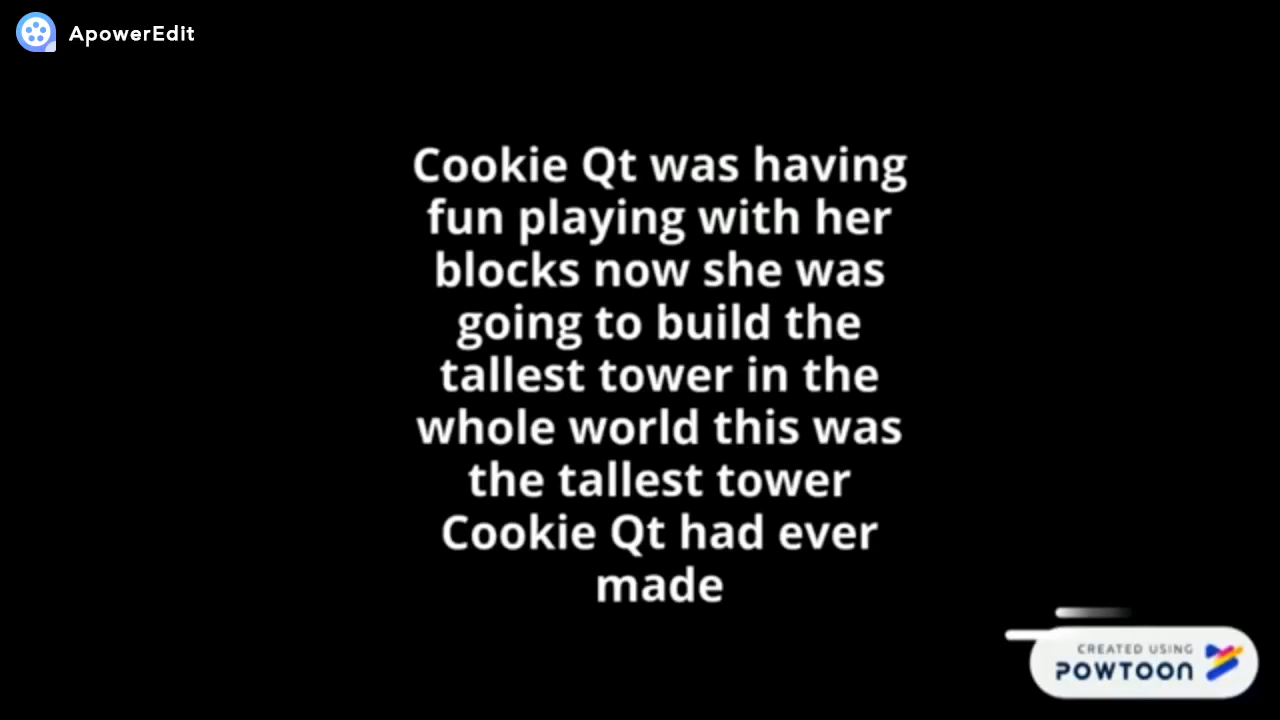 ApowerEdit
Cookie Qt was having
fun playing with her
blocks now she was
going to build the
tallest tower in the
whole world this was
the tallest tower
Cookie Qt had ever
made
CREATED USING
POWTOON